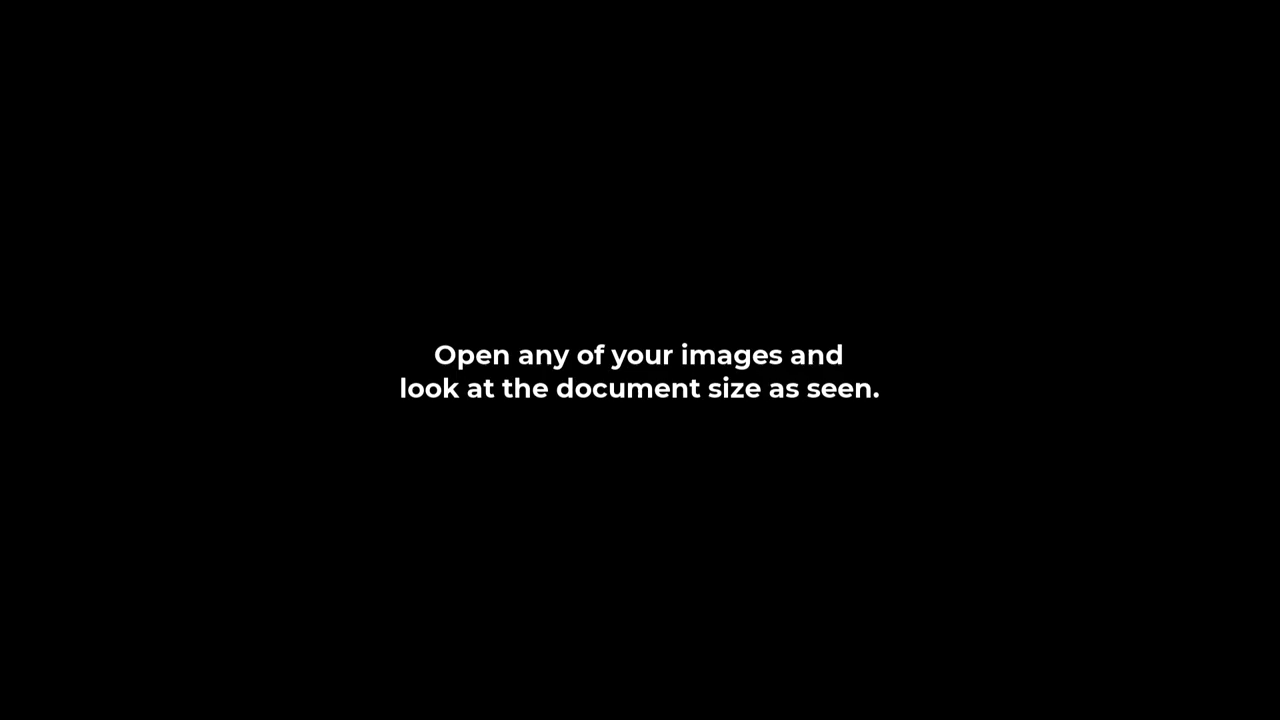 Open any of your images and
look at the document size as seen.